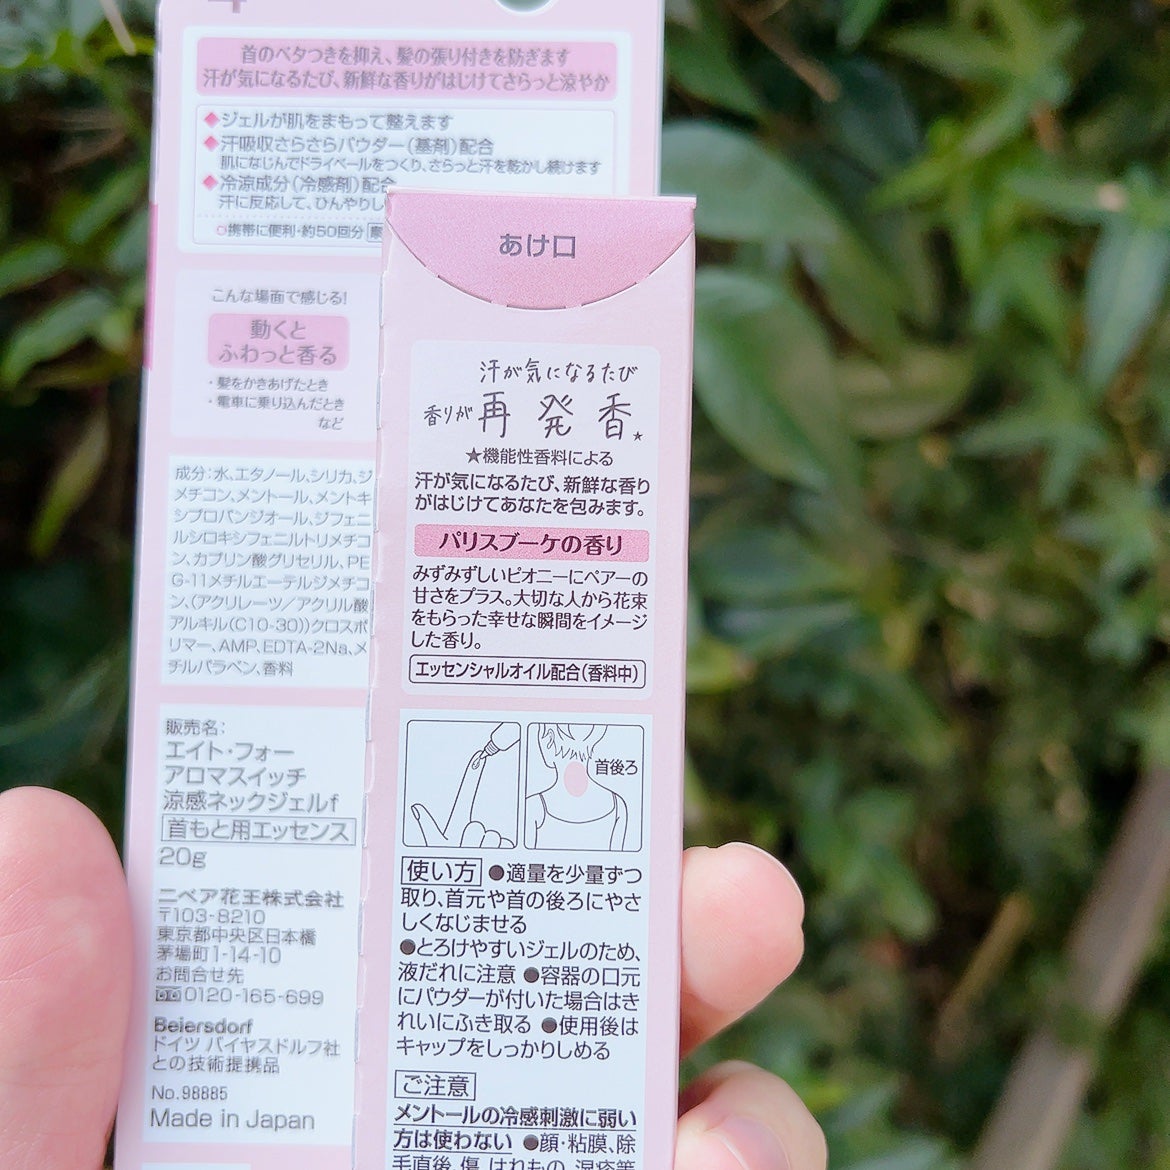 首のベタつきを抑え、髪の張り付きを防ぎます
汗が気になるたび、新鮮な香りがはじけてさらっと涼やか
◆ジェルが肌をまもって整えます
◆汗吸収さらさらパウダー(基剤)配合
肌になじんでドライベールをつくり、さらっと汗を乾かし続けます
◆冷涼成分(冷感剤)配合
汗に反応して、ひんやり
○携帯に便利・約50回分
こんな場面で感じる!
動くと
ふわっと香る
・髪をかきあげたとき
・電車に乗り込んだとき
など
成分:水、エタノール、シリカ、ジ
メチコン、メントール、メントキ
シプロパンジオール、ジフェニ
ルシロキシフェニルトリメチコ
ン、カプリン酸グリセリル、PE
G-11メチルエーテルジメチコ
ン、(アクリレーツ/アクリル酸
アルキル(C10-30))クロスポ
リマー、AMP、EDTA-2Na、メ
チルパラベン、香料
販売名:
エイト・フォー
アロマスイッチ
涼感ネックジェルf
首もと用エッセンス
20g
ニベア花王株式会社
〒103-8210
東京都中央区日本橋
茅場町1-14-10
お問合せ先
0120-165-699
Beiersdorf
ドイツ バイヤスドルフ社
との技術提携品
No.98885
Made in Japan
あけ口
汗が気になるたび
香りが再発香★
★機能性香料による
汗が気になるたび、新鮮な香り
がはじけてあなたを包みます。
パリスブーケの香り
みずみずしいピオニーにペアーの
甘さをプラス。大切な人から花束
をもらった幸せな瞬間をイメージ
した香り。
エッセンシャルオイル配合(香料中)
首後ろ
使い方 ●適量を少量ずつ
取り、首元や首の後ろにやさ
しくなじませる
●とろけやすいジェルのため、
液だれに注意 ●容器の口元
にパウダーが付いた場合はき
れいにふき取る ●使用後は
キャップをしっかりしめる
ご注意
メントールの冷感刺激に弱い
方は使わない ●顔・粘膜、除
毛直後、傷、はれもの、湿疹等